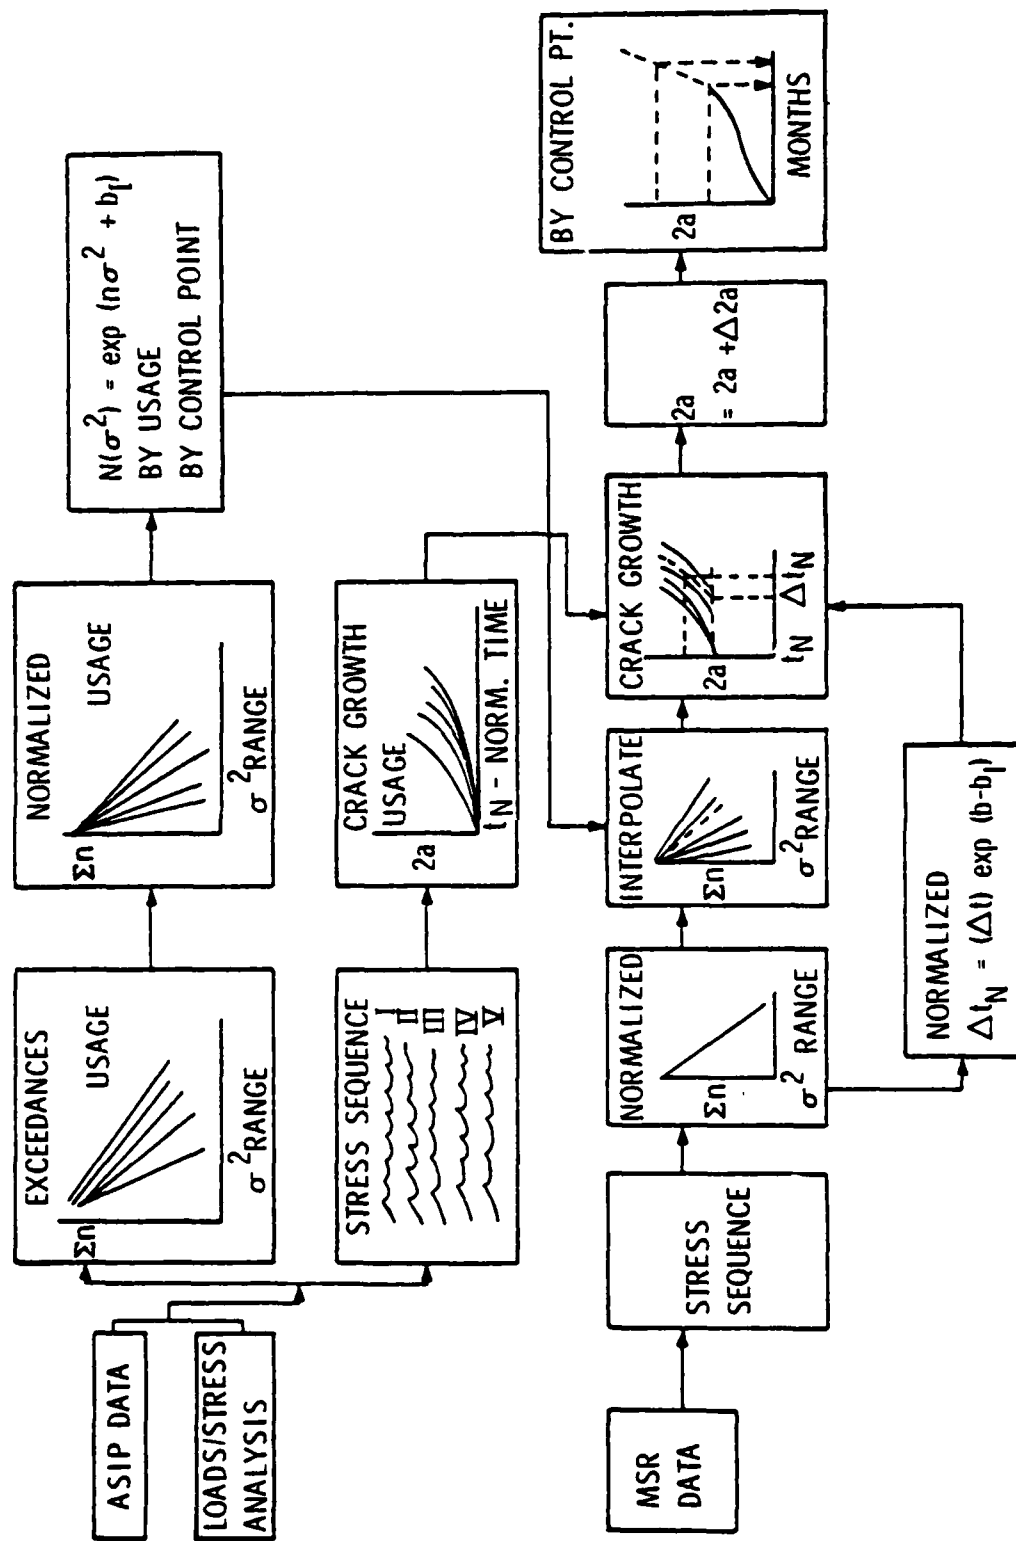 ASIP DATA
LOADS/STRESS
ANALYSIS
EXCEEDANCES
USAGE
Σn
σ² RANGE
NORMALIZED
USAGE
Σn
σ² RANGE
N(σ²) = exp (nσ² + b₁)
BY USAGE
BY CONTROL POINT
STRESS SEQUENCE
I
II
III
IV
V
CRACK GROWTH
USAGE
2a
t_N - NORM. TIME
MSR
DATA
STRESS
SEQUENCE
NORMALIZED
Σn
σ² RANGE
INTERPOLATE
Σn
σ² RANGE
CRACK GROWTH
2a
t_N Δt_N
2a
= 2a + Δ2a
BY CONTROL PT.
2a
MONTHS
NORMALIZED
Δt_N = (Δt) exp (b-b₁)